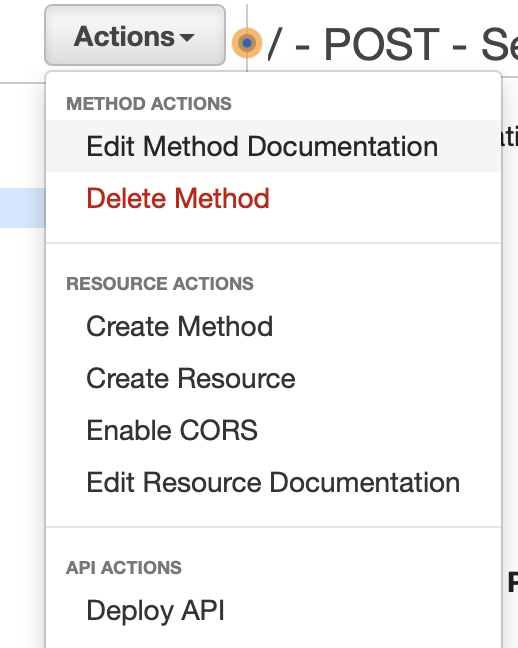 Actions
/ - POST - Se
METHOD ACTIONS
Edit Method Documentation
Delete Method
RESOURCE ACTIONS
Create Method
Create Resource
Enable CORS
Edit Resource Documentation
API ACTIONS
Deploy API